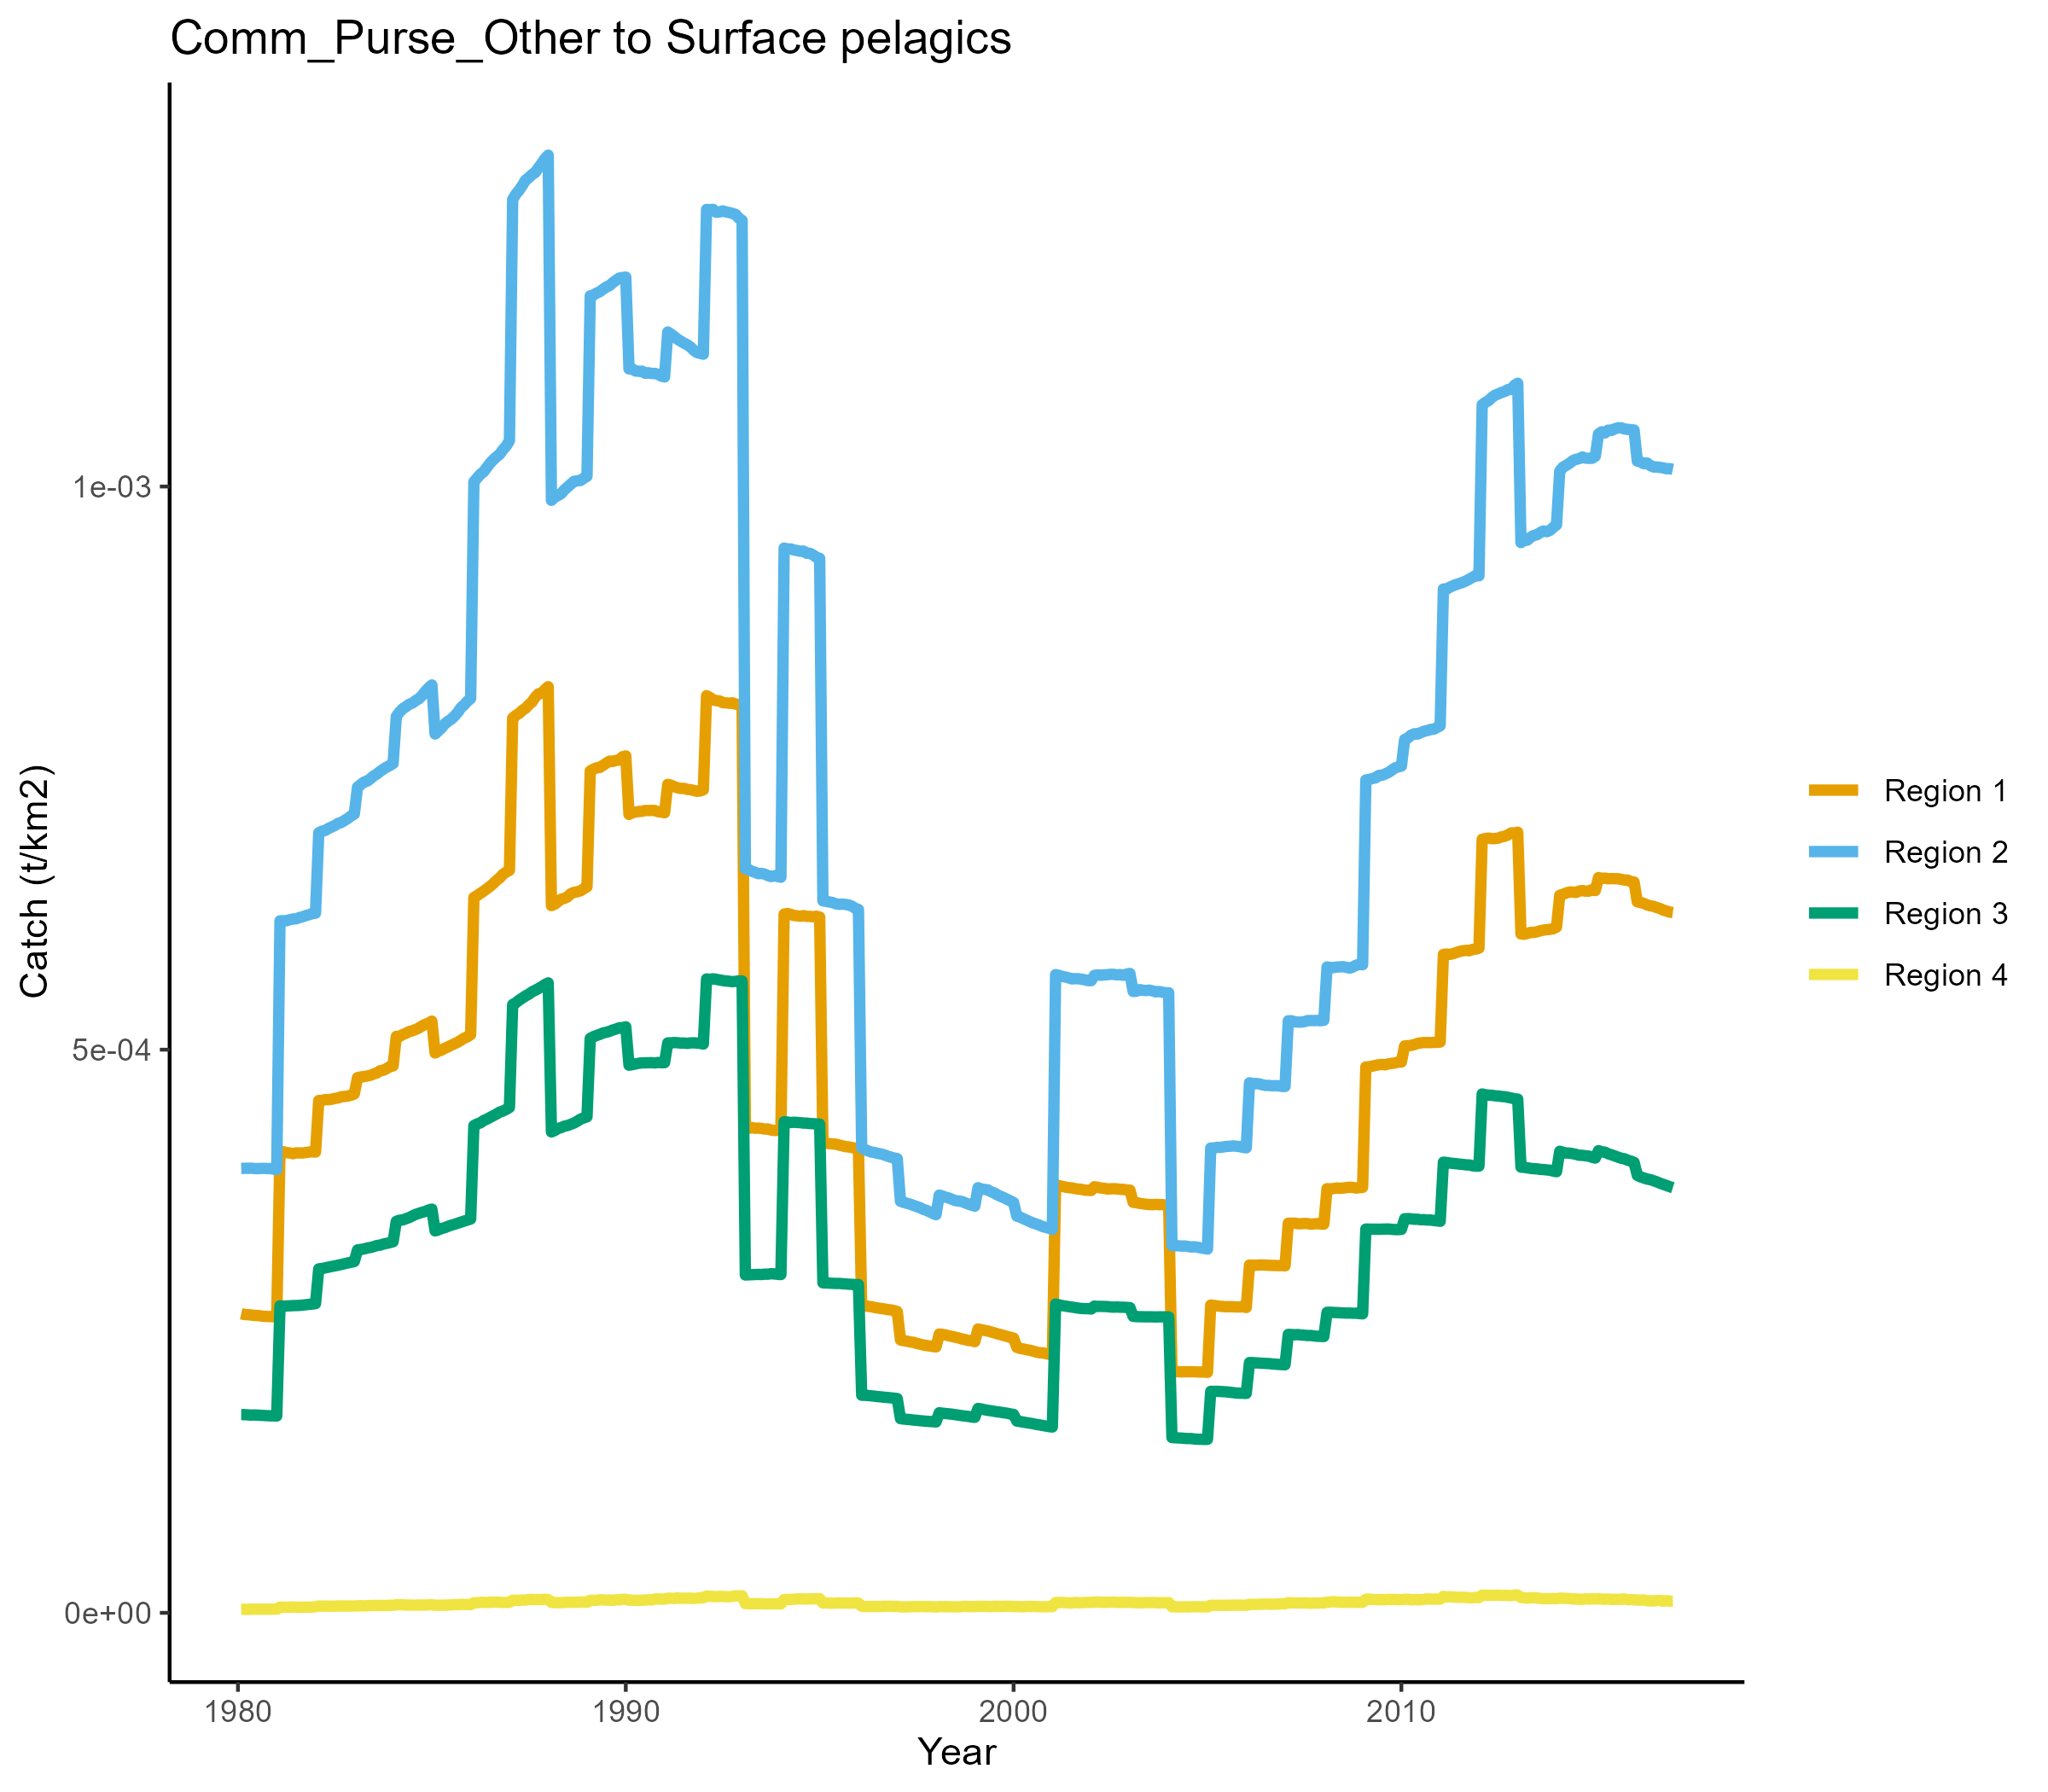 Comm_Purse_Other to Surface pelagics
Catch (t/km2)
1e-03
5e-04
0e+00
1980 1990 2000 2010
Year
Region 1
Region 2
Region 3
Region 4